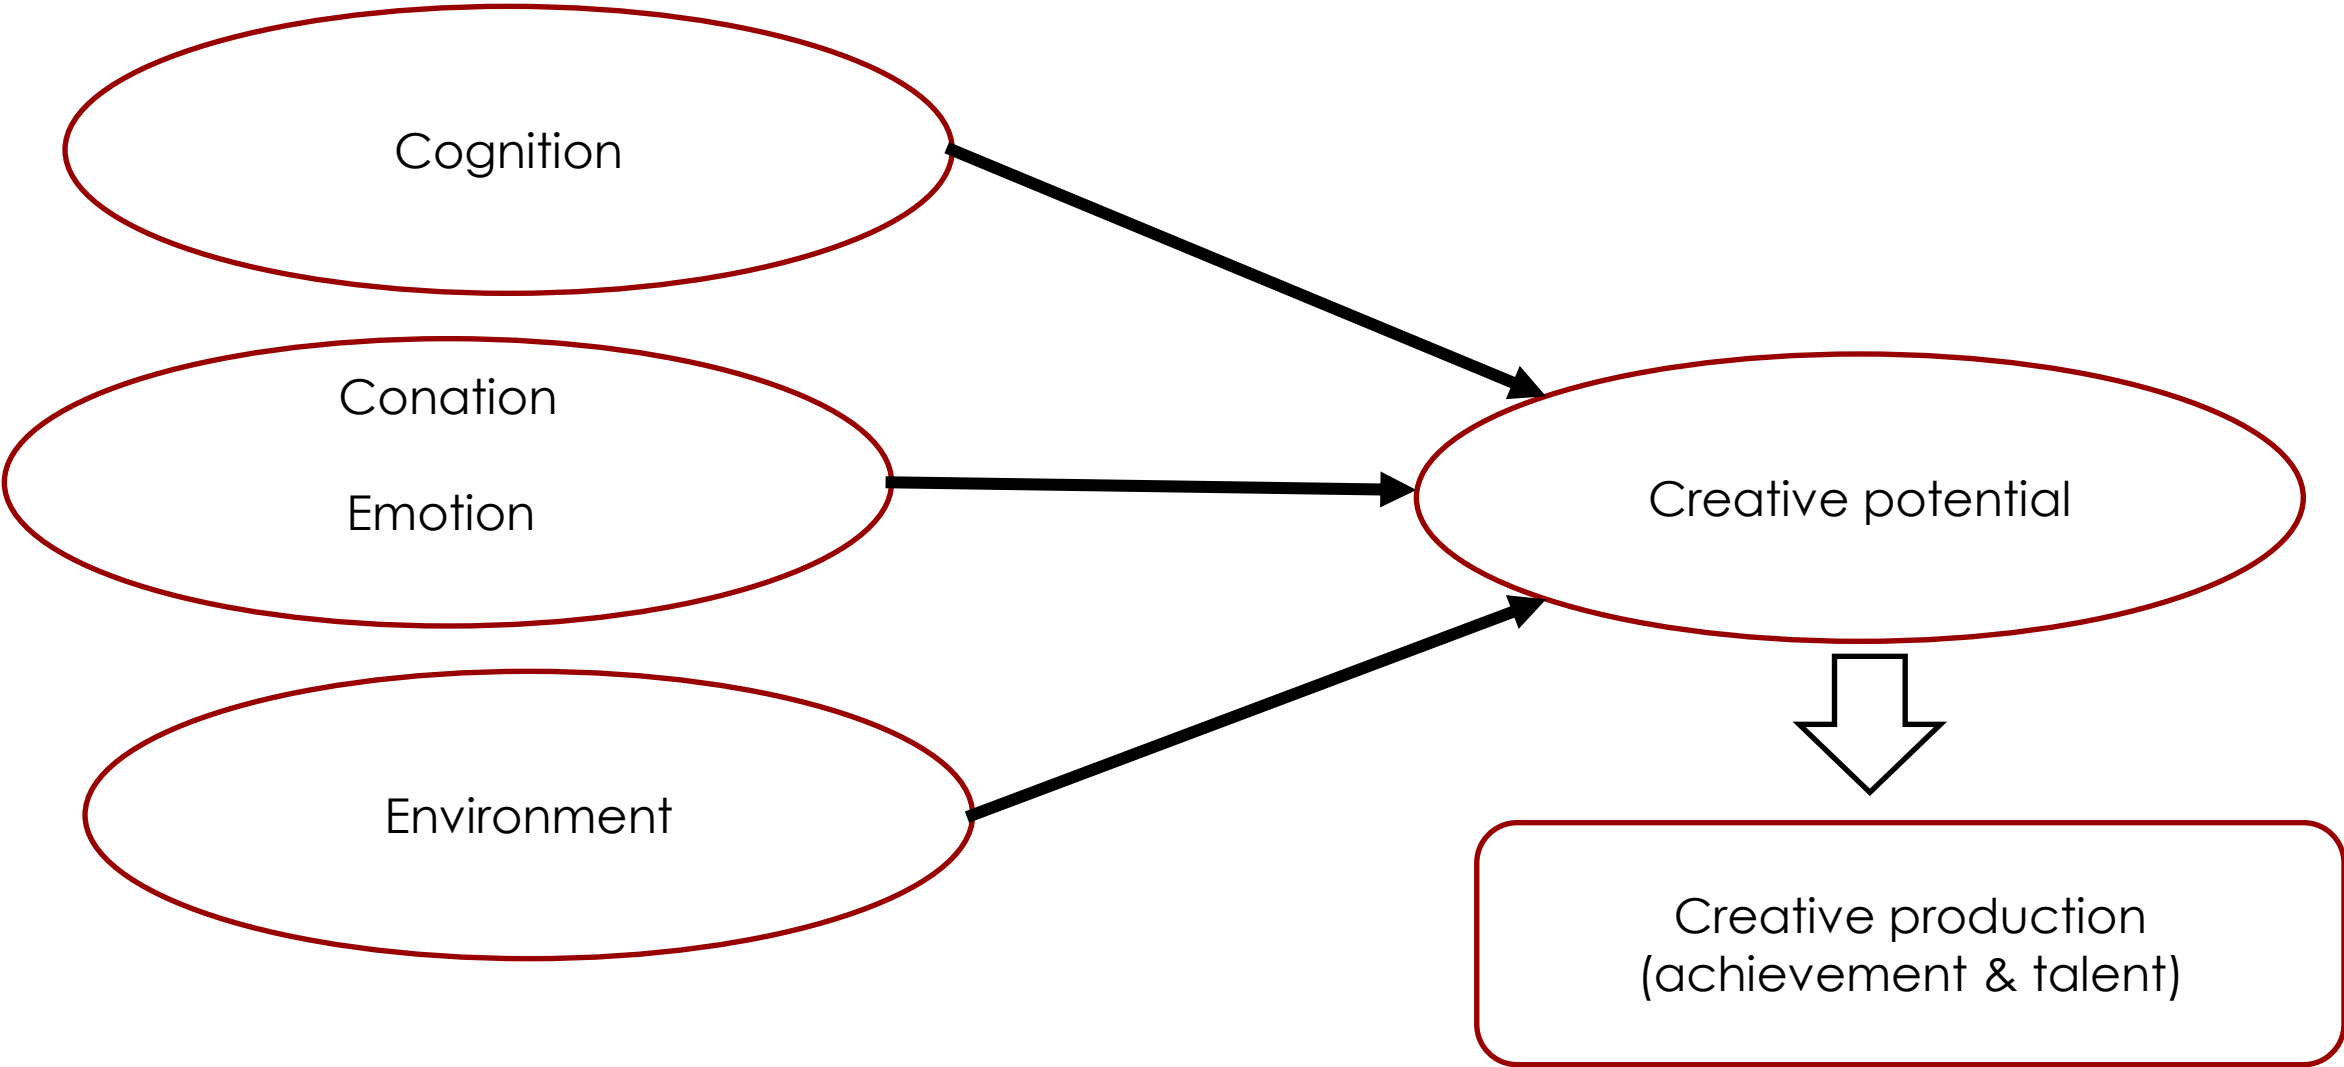 Cognition
Conation
Emotion
Environment
Creative potential
Creative production
(achievement & talent)